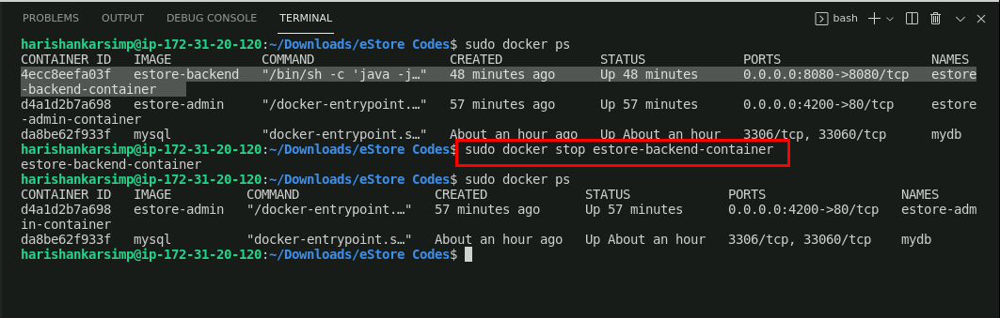 PROBLEMS OUTPUT DEBUG CONSOLE TERMINAL bash
harishankarsimp@ip-172-31-20-120:~/Downloads/eStore Codes$ sudo docker ps
CONTAINER ID IMAGE COMMAND CREATED STATUS PORTS NAMES
4ecc8eefa03f estore-backend "/bin/sh -c 'java -j…" 48 minutes ago Up 48 minutes 0.0.0.0:8080->8080/tcp estore
-backend-container
d4a1d2b7a698 estore-admin "/docker-entrypoint.…" 57 minutes ago Up 57 minutes 0.0.0.0:4200->80/tcp estore
-admin-container
da8be62f933f mysql "docker-entrypoint.s…" About an hour ago Up About an hour 3306/tcp, 33060/tcp mydb
harishankarsimp@ip-172-31-20-120:~/Downloads/eStore Codes$ sudo docker stop estore-backend-container
estore-backend-container
harishankarsimp@ip-172-31-20-120:~/Downloads/eStore Codes$ sudo docker ps
CONTAINER ID IMAGE COMMAND CREATED STATUS PORTS NAMES
d4a1d2b7a698 estore-admin "/docker-entrypoint.…" 57 minutes ago Up 57 minutes 0.0.0.0:4200->80/tcp estore-adm
in-container
da8be62f933f mysql "docker-entrypoint.s…" About an hour ago Up About an hour 3306/tcp, 33060/tcp mydb
harishankarsimp@ip-172-31-20-120:~/Downloads/eStore Codes$